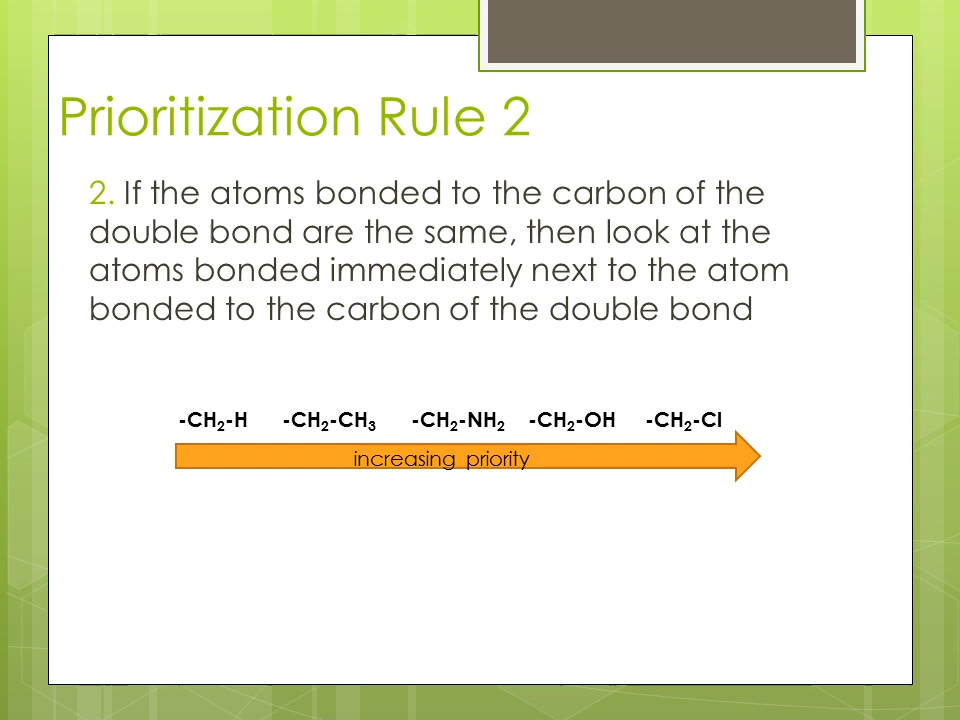 Prioritization Rule 2
2. If the atoms bonded to the carbon of the
double bond are the same, then look at the
atoms bonded immediately next to the atom
bonded to the carbon of the double bond
-CH₂-H -CH₂-CH₃ -CH₂-NH₂ -CH₂-OH -CH₂-Cl
increasing priority